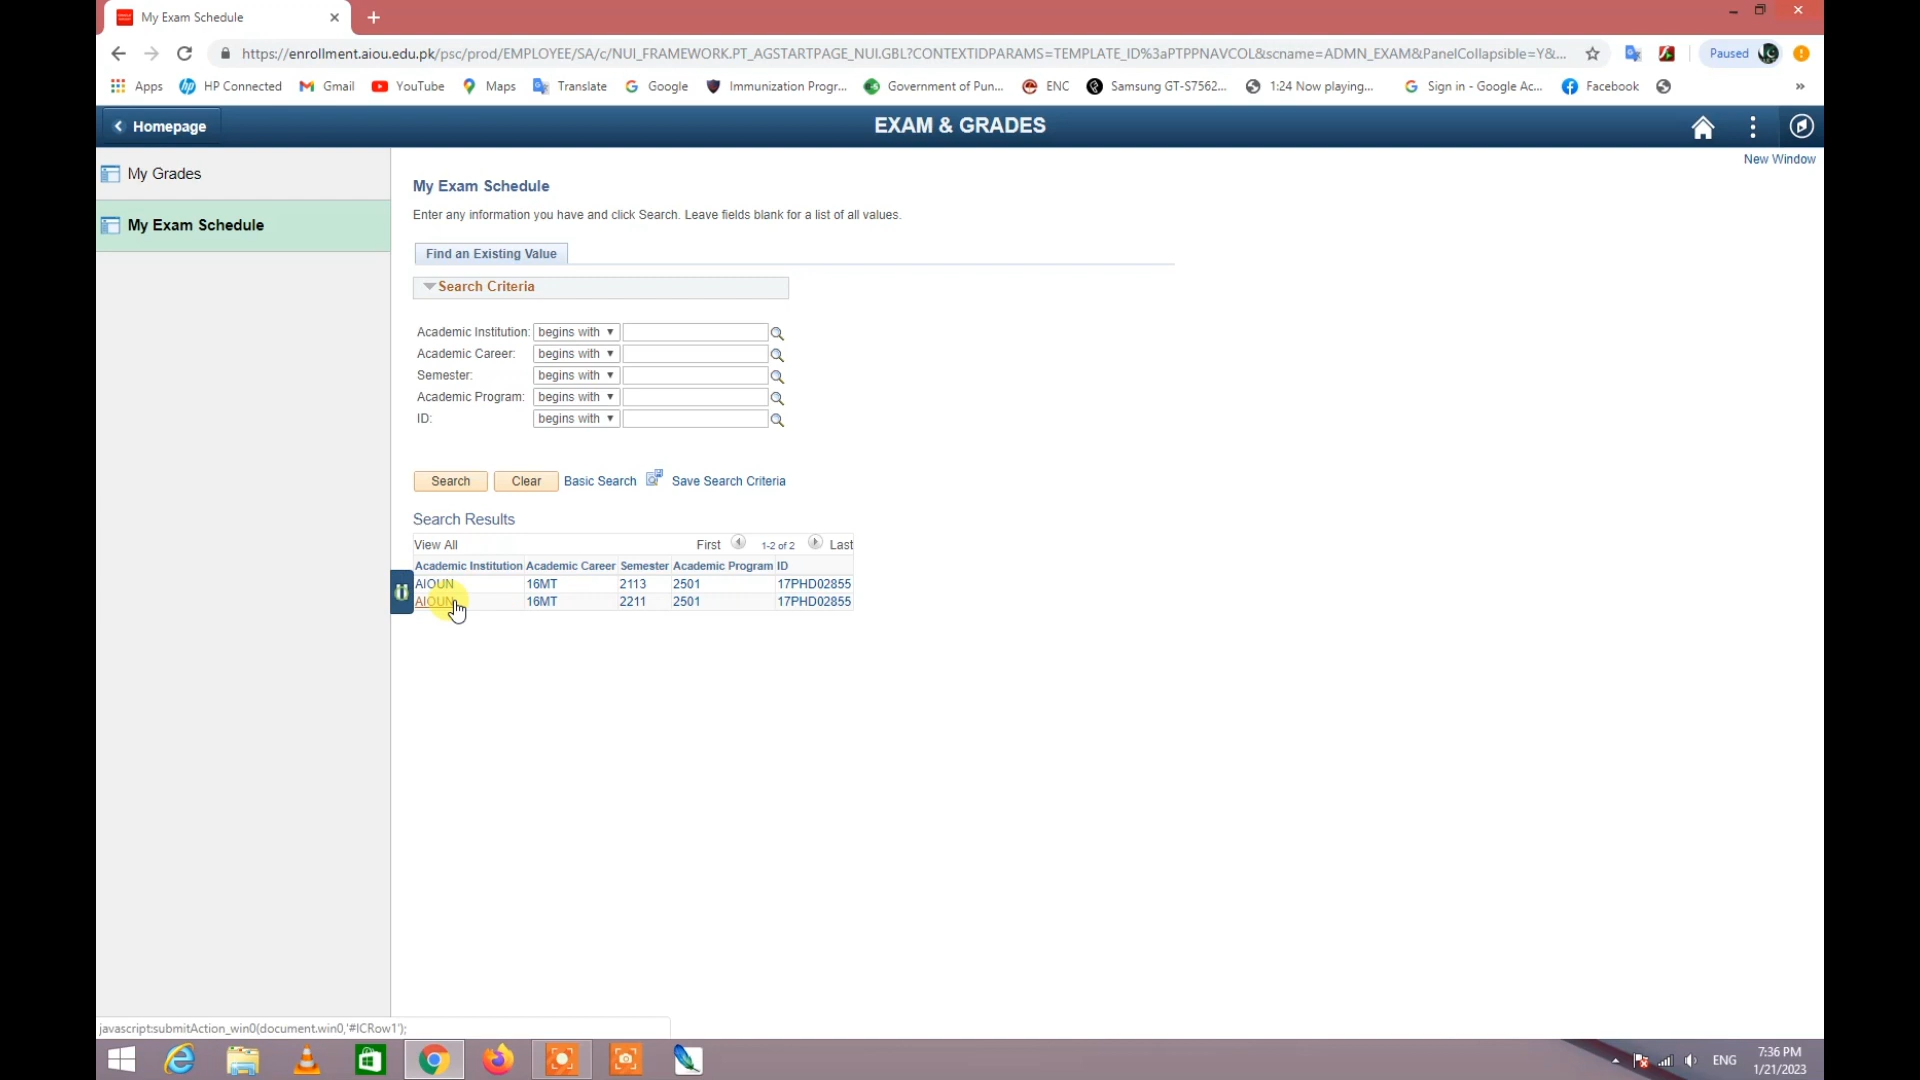 My Exam Schedule
https://enrollment.aiou.edu.pk/psc/prod/EMPLOYEE/SA/c/NUI_FRAMEWORK.PT_AGSTARTPAGE_NUI.GBL?CONTEXTIDPARAMS=TEMPLATE_ID%3aPTPPNAVCOL&scname=ADMN_EXAM&PanelCollapsible=Y&... Paused
Apps HP Connected Gmail YouTube Maps Translate Google Immunization Progr... Government of Pun... ENC Samsung GT-S7562... 1:24 Now playing... Sign in - Google Ac... Facebook »
Homepage EXAM & GRADES
New Window
My Grades
My Exam Schedule
My Exam Schedule
Enter any information you have and click Search. Leave fields blank for a list of all values.
Find an Existing Value
Search Criteria
Academic Institution: begins with
Academic Career: begins with
Semester: begins with
Academic Program: begins with
ID: begins with
Search Clear Basic Search Save Search Criteria
Search Results
View All First 1-2 of 2 Last
Academic Institution Academic Career Semester Academic Program ID
AIOUN 16MT 2113 2501 17PHD02855
AIOUN 16MT 2211 2501 17PHD02855
javascript:submitAction_win0(document.win0,'#ICRow1');
ENG 7:36 PM
1/21/2023